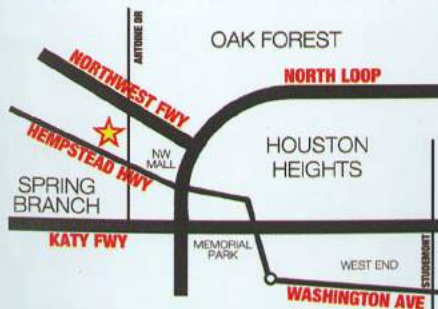 OAK FOREST
ANTOINE DR
NORTHWEST FWY
NORTH LOOP
HEMPSTEAD HWY
NW
MALL
HOUSTON
HEIGHTS
SPRING
BRANCH
KATY FWY
MEMORIAL
PARK
WEST END
STUDEMONT
WASHINGTON AVE